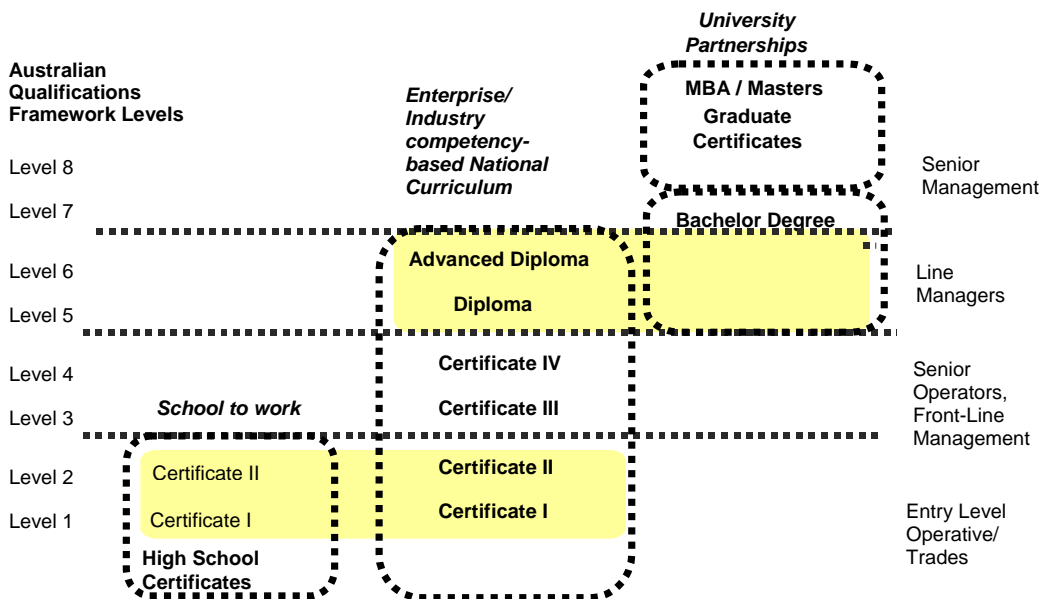 University
Partnerships
Australian
Qualifications
Framework Levels
Enterprise/
Industry
competency-
based National
Curriculum
MBA / Masters
Graduate
Certificates
Level 8
Senior
Management
Level 7
Bachelor Degree
Level 6
Advanced Diploma
Line
Managers
Level 5
Diploma
Level 4
Certificate IV
Senior
Operators,
Front-Line
Management
Level 3
School to work
Certificate III
Level 2
Certificate II
Certificate II
Level 1
Certificate I
Certificate I
Entry Level
Operative/
Trades
High School
Certificates